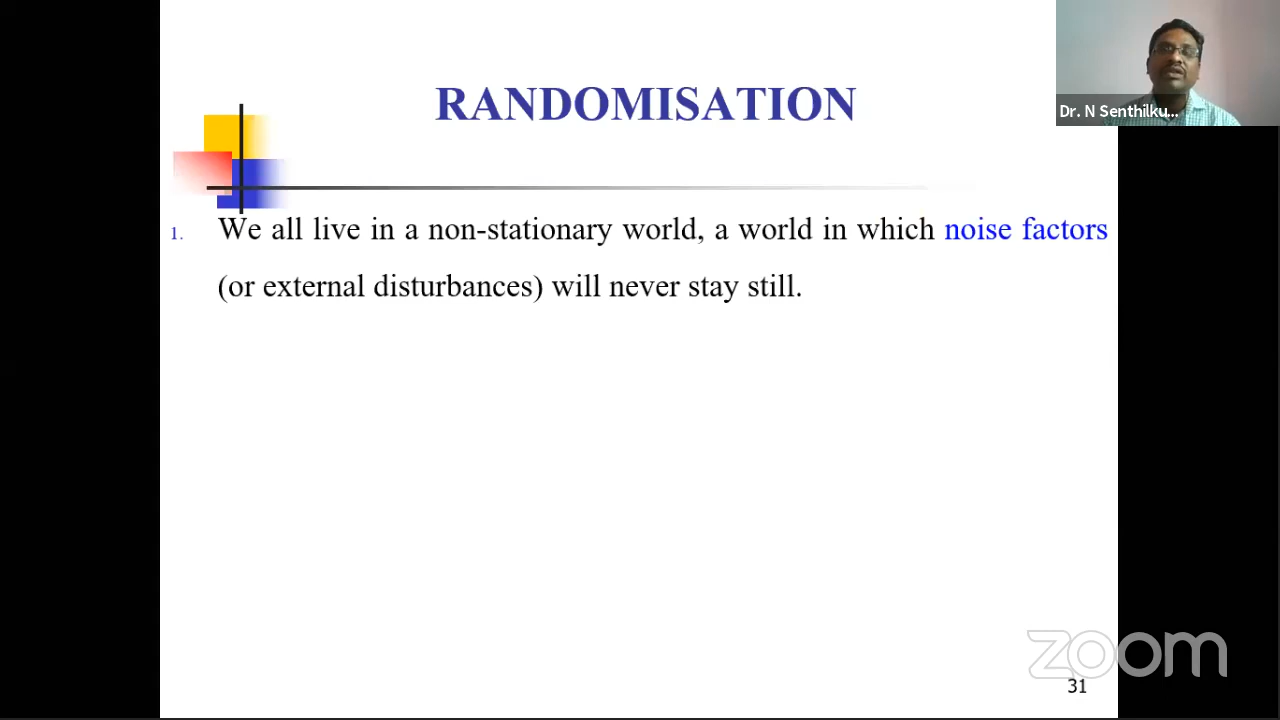 RANDOMISATION
Dr. N Senthilku...
1. We all live in a non-stationary world, a world in which noise factors
(or external disturbances) will never stay still.
zoom
31